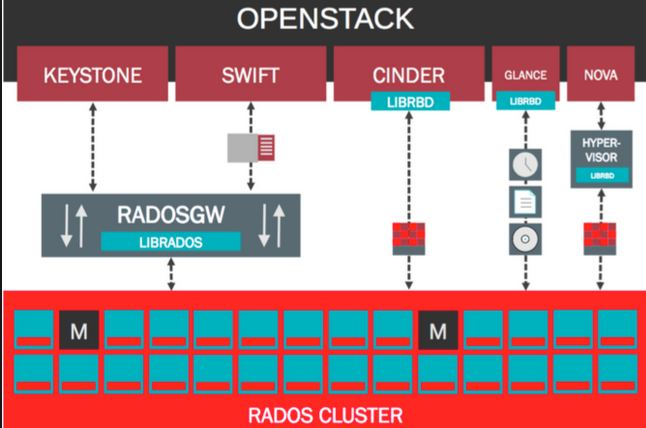 OPENSTACK
KEYSTONE
SWIFT
CINDER
GLANCE
NOVA
LIBRBD
LIBRBD
HYPER-
VISOR
LIBRBD
RADOSGW
LIBRADOS
M
M
RADOS CLUSTER